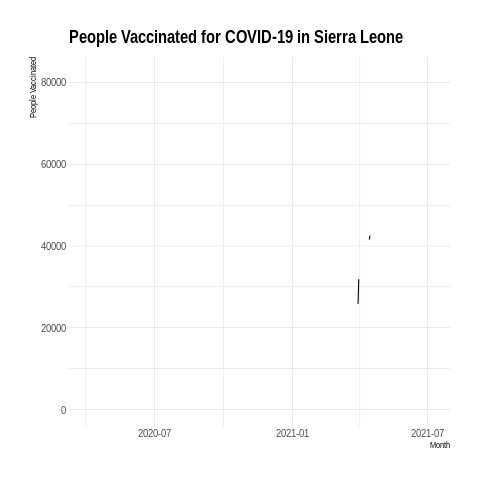 People Vaccinated for COVID-19 in Sierra Leone
People Vaccinated
80000
60000
40000
20000
0
2020-07 2021-01 2021-07
Month